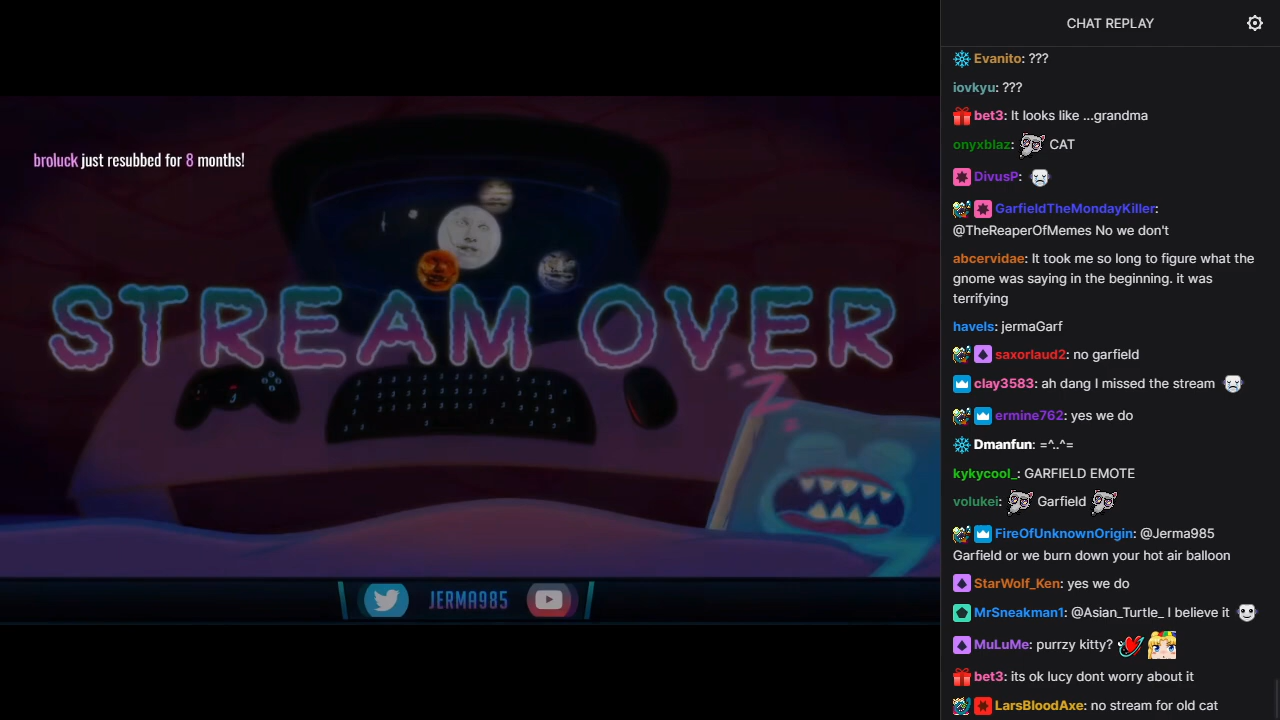 broluck just resubbed for 8 months!
STREAM OVER
Z
JERMA985
CHAT REPLAY
Evanito: ???
iovkyu: ???
bet3: It looks like ...grandma
onyxblaz: CAT
DivusP:
GarfieldTheMondayKiller:
@TheReaperOfMemes No we don't
abcervidae: It took me so long to figure what the
gnome was saying in the beginning. it was
terrifying
havels: jermaGarf
saxorlaud2: no garfield
clay3583: ah dang I missed the stream
ermine762: yes we do
Dmanfun: =^..^=
kykycool_: GARFIELD EMOTE
volukei: Garfield
FireOfUnknownOrigin: @Jerma985
Garfield or we burn down your hot air balloon
StarWolf_Ken: yes we do
MrSneakman1: @Asian_Turtle_ I believe it
MuLuMe: purrzy kitty?
bet3: its ok lucy dont worry about it
LarsBloodAxe: no stream for old cat